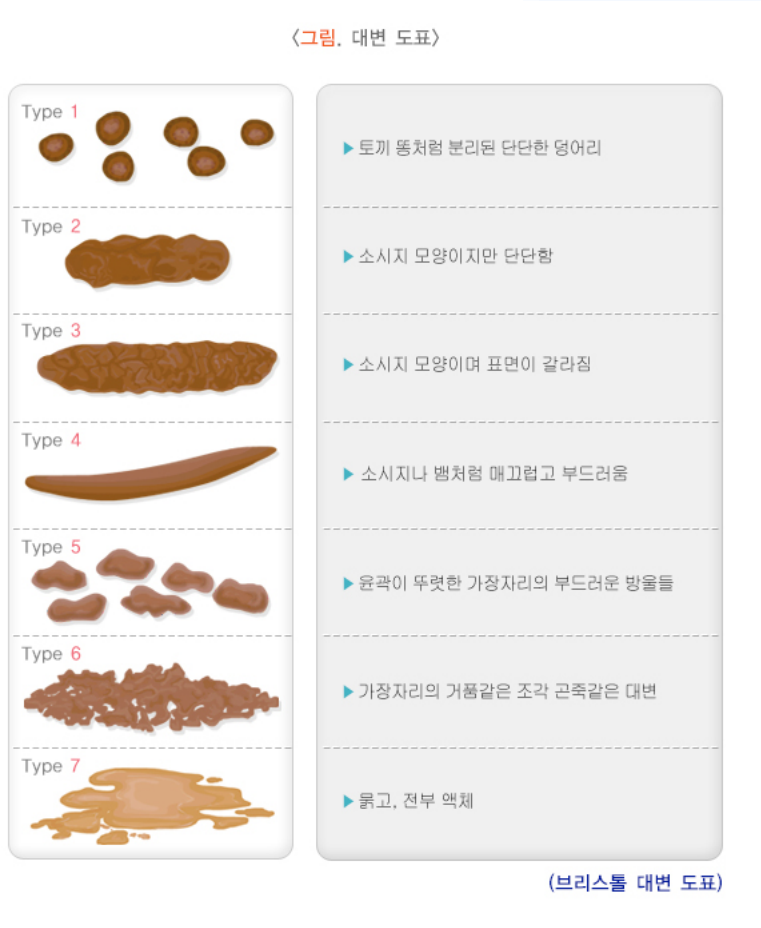 <그림. 대변 도표>
Type 1
▶토끼 똥처럼 분리된 단단한 덩어리
Type 2
▶소시지 모양이지만 단단함
Type 3
▶소시지 모양이며 표면이 갈라짐
Type 4
▶소시지나 뱀처럼 매끄럽고 부드러움
Type 5
▶윤곽이 뚜렷한 가장자리의 부드러운 방울들
Type 6
▶가장자리의 거품같은 조각 곤죽같은 대변
Type 7
▶묽고, 전부 액체
(브리스톨 대변 도표)